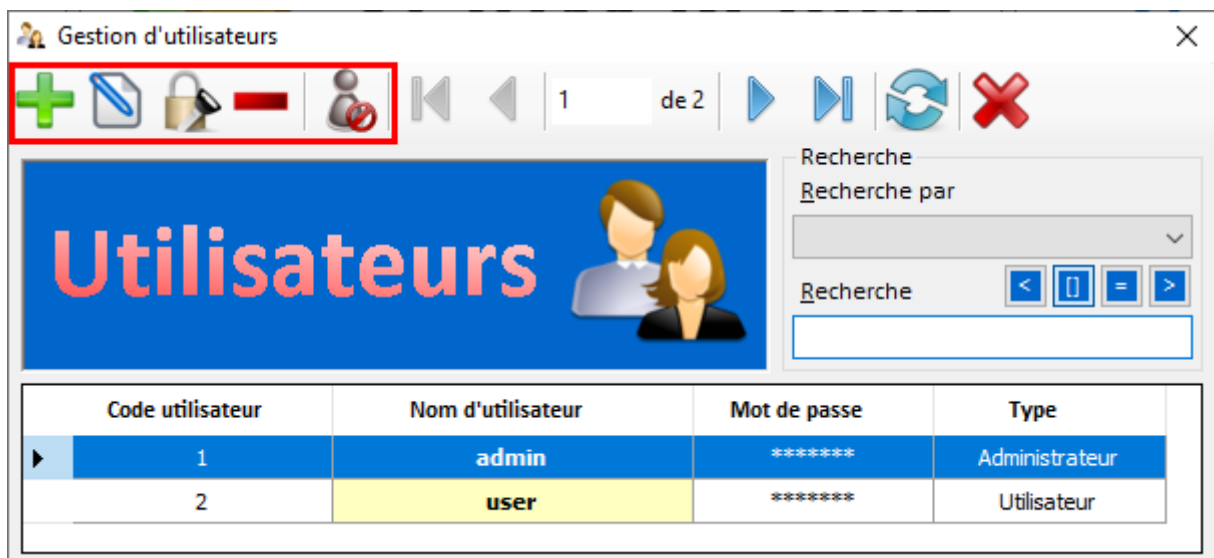 Gestion d'utilisateurs
1 de 2
Utilisateurs
Recherche
Recherche par
Recherche < [] = >
Code utilisateur Nom d'utilisateur Mot de passe Type
1 admin ******* Administrateur
2 user ******* Utilisateur